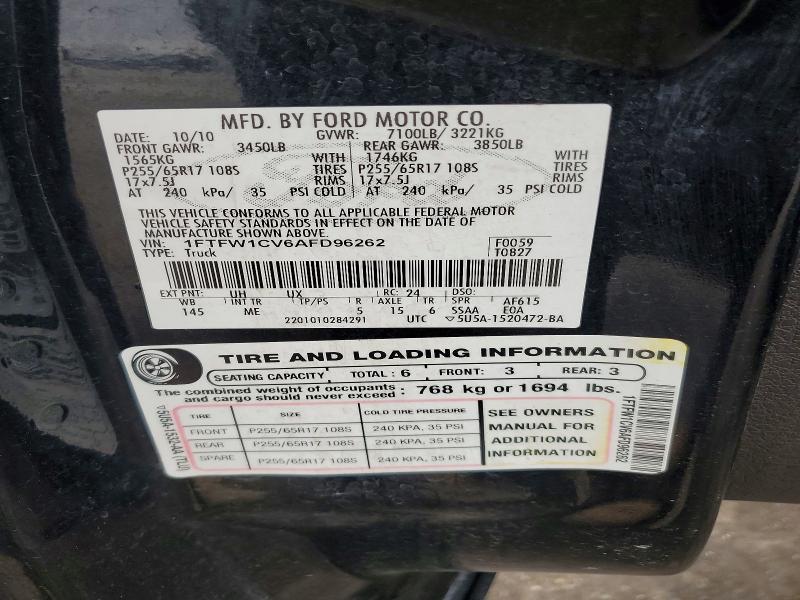 MFD. BY FORD MOTOR CO.
DATE: 10/10 GVWR: 7100LB/ 3221KG
FRONT GAWR: 3450LB REAR GAWR: 3850LB
1565KG WITH 1746KG WITH
P255/65R17 108S TIRES P255/65R17 108S TIRES
17x7.5J RIMS 17x7.5J RIMS
AT 240 kPa/ 35 PSI COLD AT 240 kPa/ 35 PSI COLD
THIS VEHICLE CONFORMS TO ALL APPLICABLE FEDERAL MOTOR
VEHICLE SAFETY STANDARDS IN EFFECT ON THE DATE OF
MANUFACTURE SHOWN ABOVE.
VIN: 1FTFW1CV6AFD96262 F0059
TYPE: Truck T0827
EXT PNT: UH UX RC: 24 DSO:
WB INT TR TP/PS R AXLE TR SPR AF615
145 ME 5 15 6 SSAA E0A
2201010284291 UTC ▽5U5A-1520472-BA
TIRE AND LOADING INFORMATION
SEATING CAPACITY TOTAL: 6 FRONT: 3 REAR: 3
The combined weight of occupants and cargo should never exceed: 768 kg or 1694 lbs.
TIRE SIZE COLD TIRE PRESSURE
FRONT P255/65R17 108S 240 KPA, 35 PSI
REAR P255/65R17 108S 240 KPA, 35 PSI
SPARE P255/65R17 108S 240 KPA, 35 PSI
SEE OWNERS
MANUAL FOR
ADDITIONAL
INFORMATION
▽5U5A-1532-AA (TLU)
1FTFW1CV6AFD96262